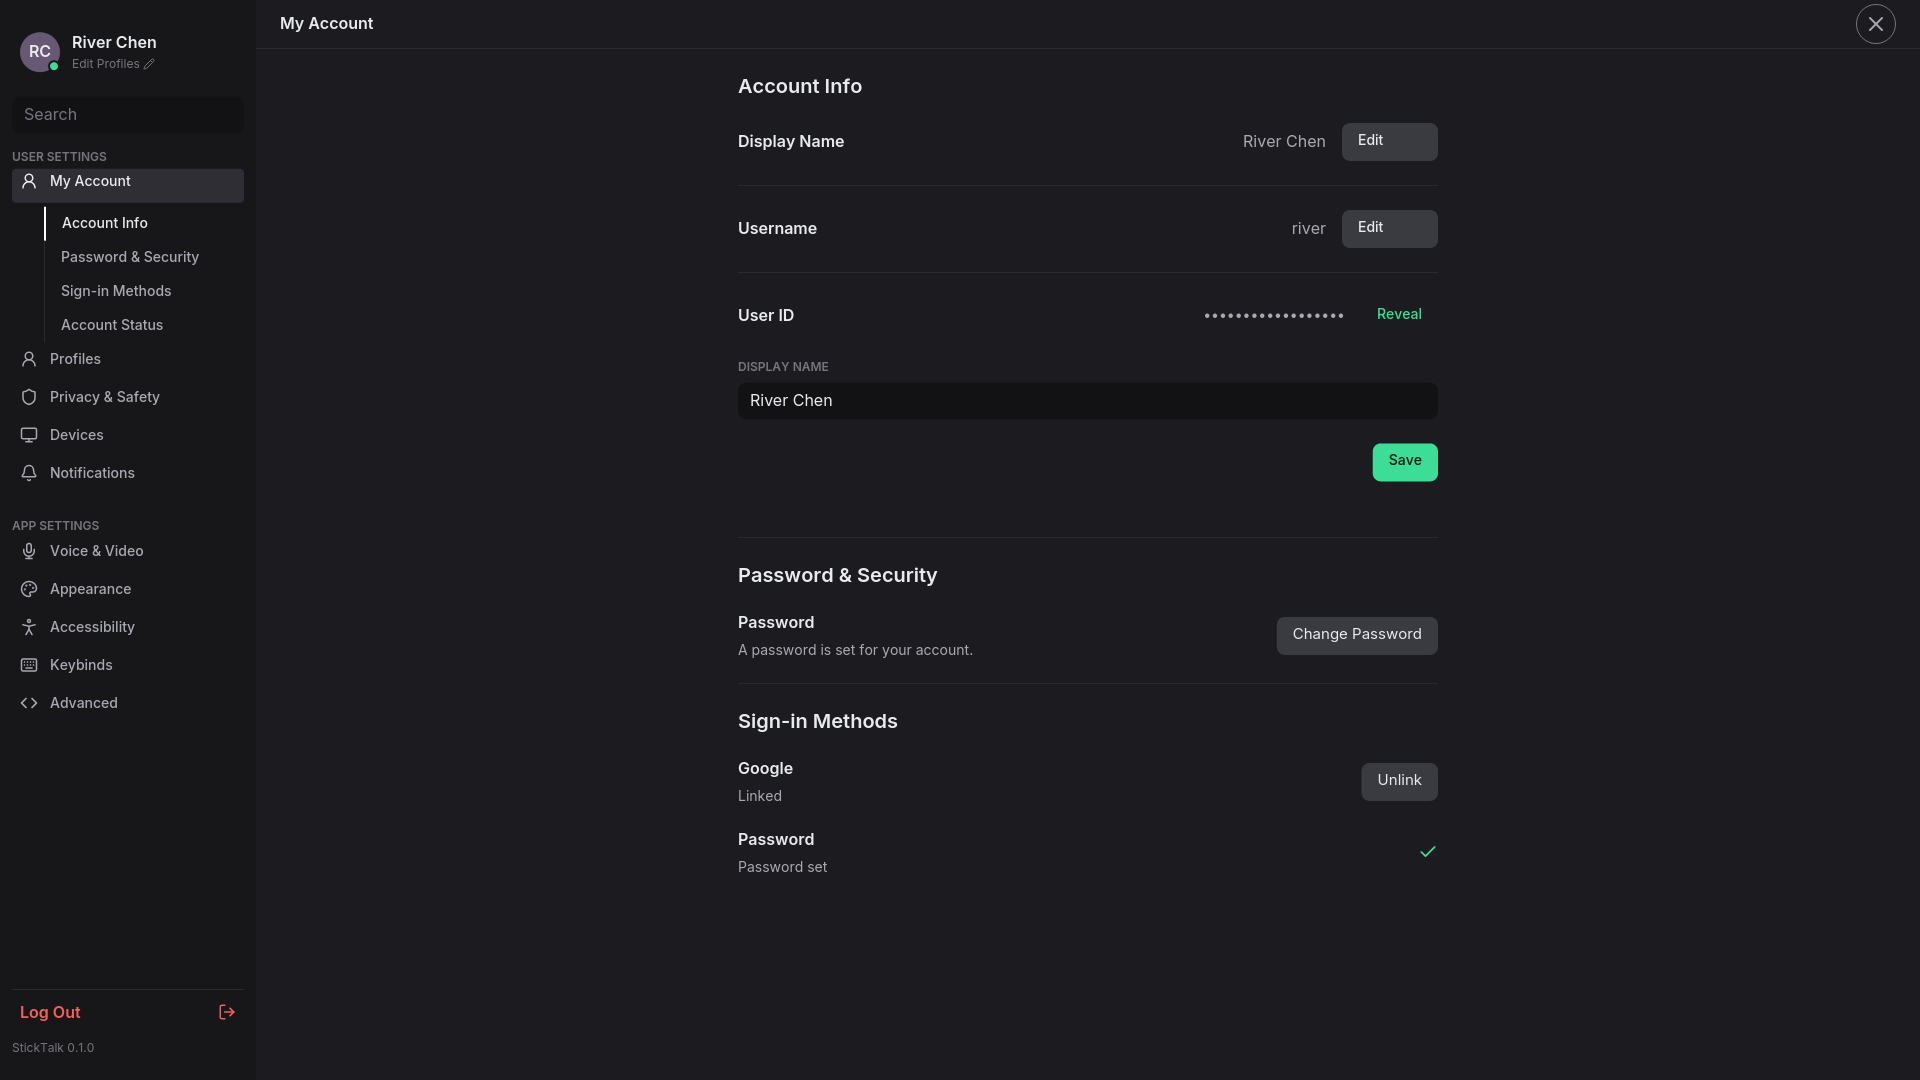 RC
River Chen
Edit Profiles
Search
USER SETTINGS
My Account
Account Info
Password & Security
Sign-in Methods
Account Status
Profiles
Privacy & Safety
Devices
Notifications
APP SETTINGS
Voice & Video
Appearance
Accessibility
Keybinds
Advanced
Log Out
StickTalk 0.1.0
My Account
Account Info
Display Name River Chen Edit
Username river Edit
User ID •••••••••••••••••• Reveal
DISPLAY NAME
River Chen
Save
Password & Security
Password
A password is set for your account.
Change Password
Sign-in Methods
Google
Linked
Unlink
Password
Password set